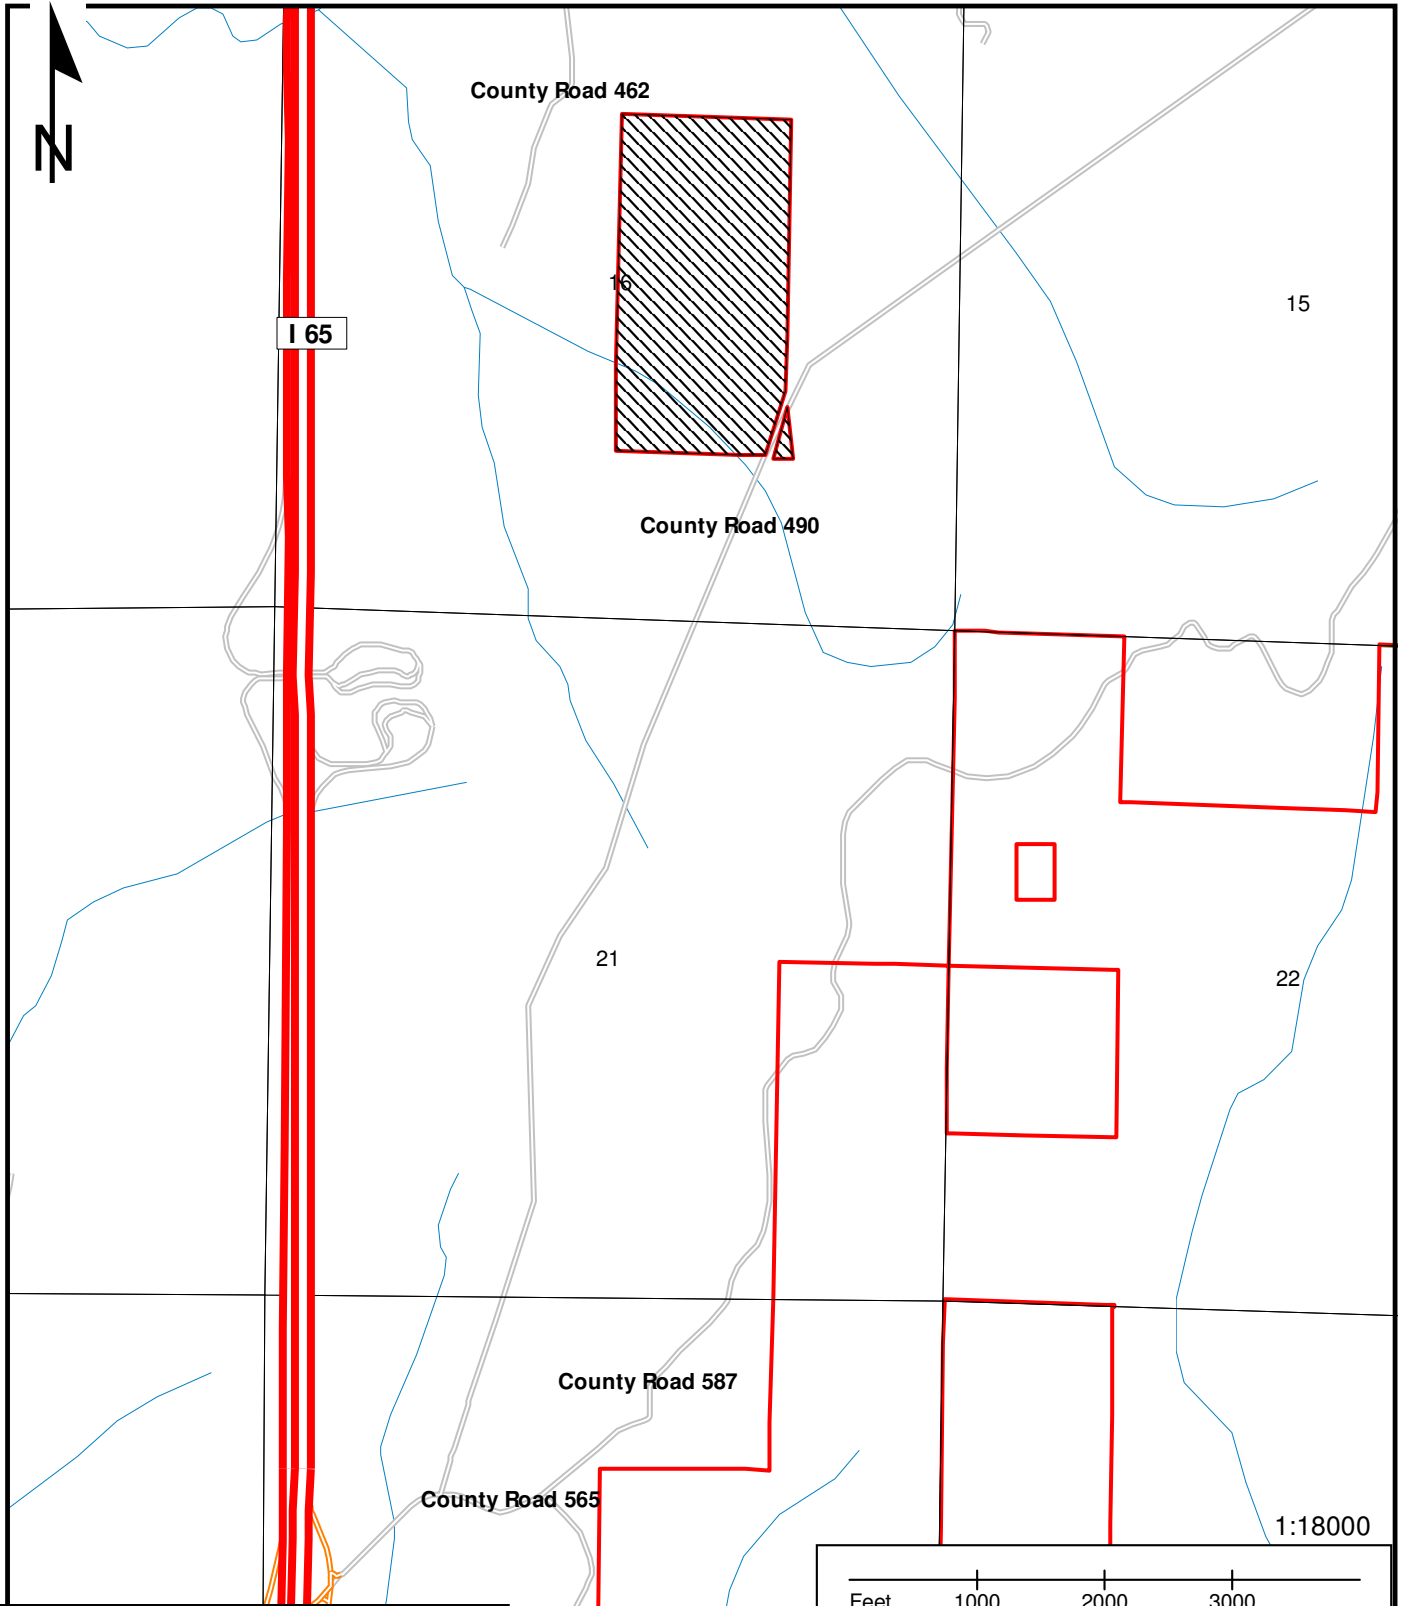 N
County Road 462
16
15
I 65
County Road 490
21
22
County Road 587
County Road 565
1:18000
Feet 1000 2000 3000